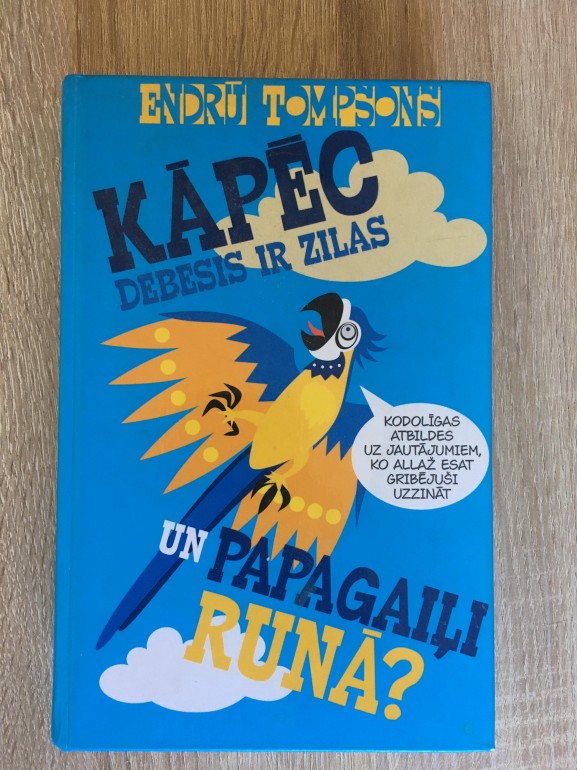 ENDRŪ TOMPSONS
KĀPĒC
DEBESIS IR ZILAS
KODOLĪGAS
ATBILDES
UZ JAUTĀJUMIEM,
KO ALLAŽ ESAT
GRIBĒJUŠI
UZZINĀT
UN PAPAGAIĻI
RUNĀ?